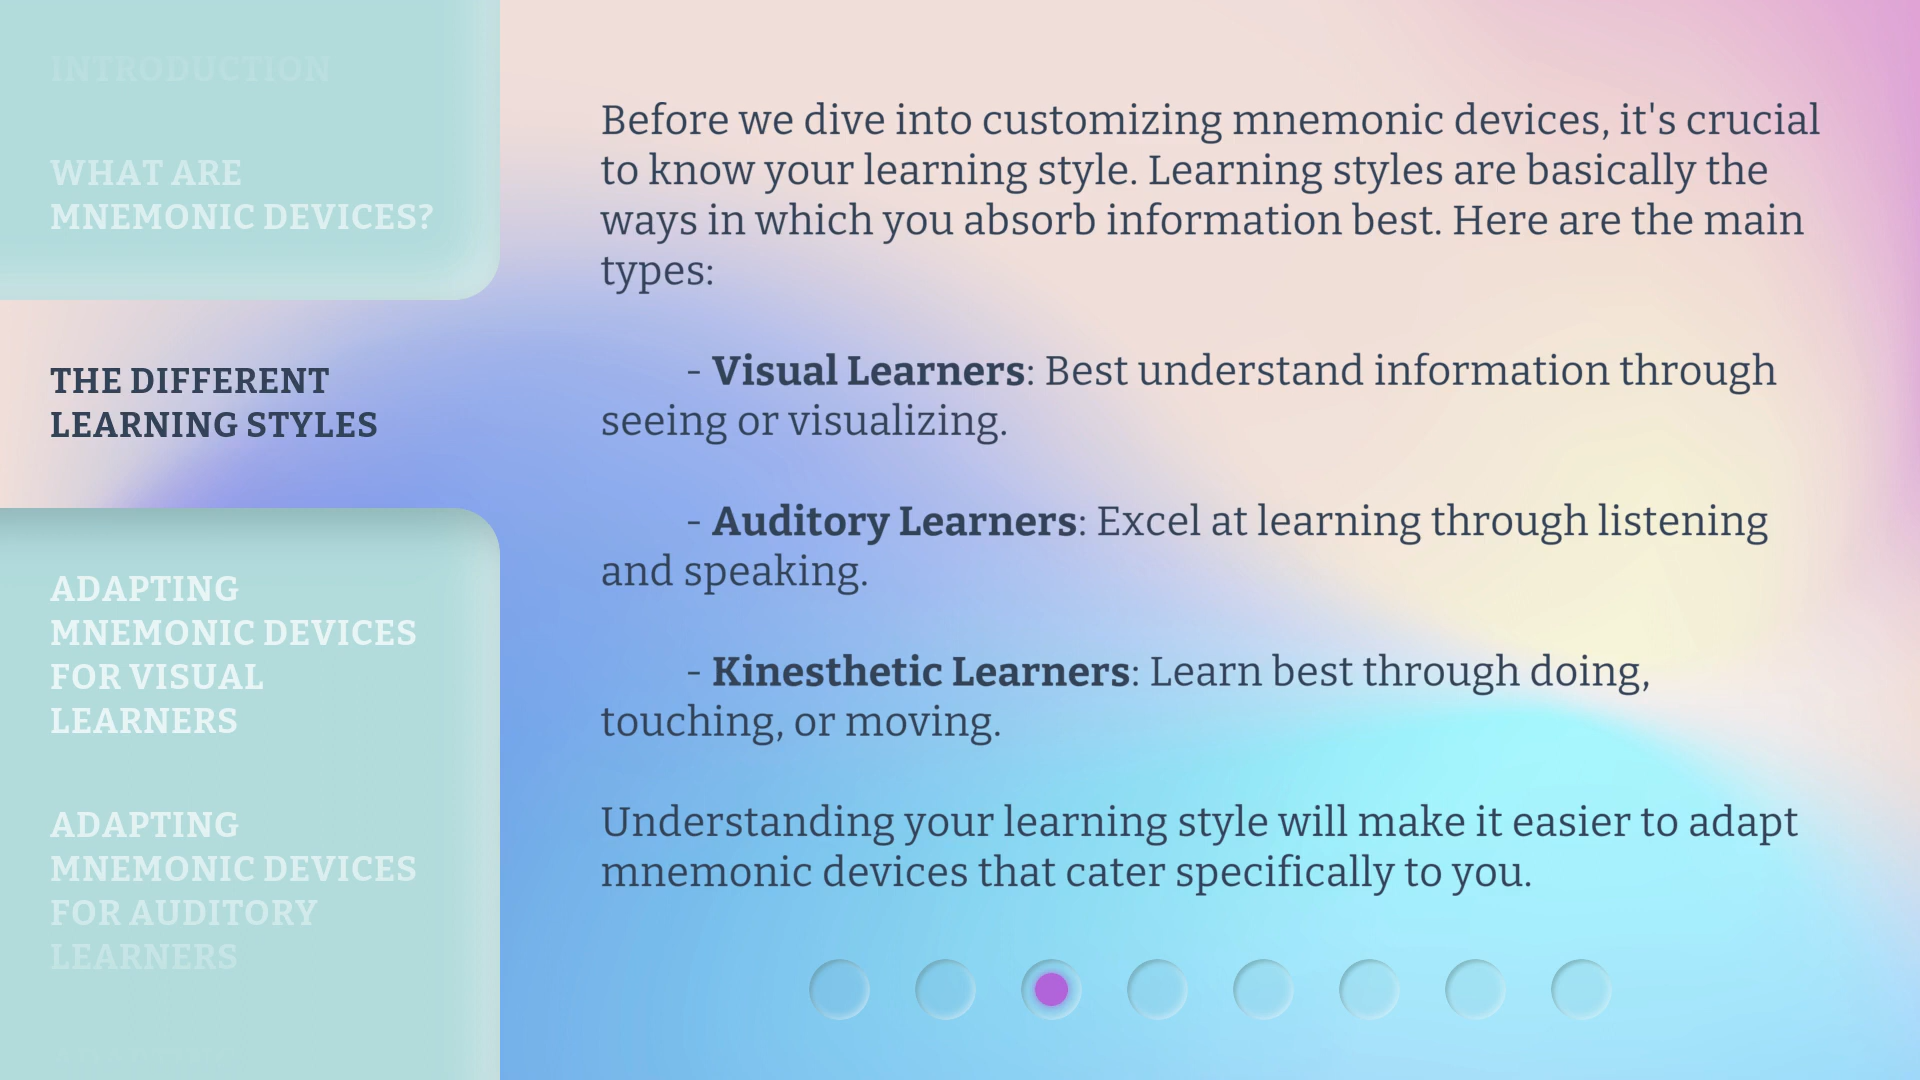 INTRODUCTION
WHAT ARE
MNEMONIC DEVICES?
THE DIFFERENT
LEARNING STYLES
ADAPTING
MNEMONIC DEVICES
FOR VISUAL
LEARNERS
ADAPTING
MNEMONIC DEVICES
FOR AUDITORY
LEARNERS
ADAPTING
Before we dive into customizing mnemonic devices, it's crucial
to know your learning style. Learning styles are basically the
ways in which you absorb information best. Here are the main
types:
- Visual Learners: Best understand information through
seeing or visualizing.
- Auditory Learners: Excel at learning through listening
and speaking.
- Kinesthetic Learners: Learn best through doing,
touching, or moving.
Understanding your learning style will make it easier to adapt
mnemonic devices that cater specifically to you.